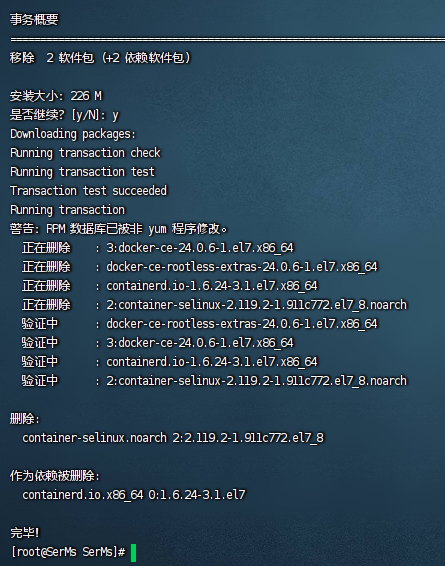 事务概要
================================================================
移除  2 软件包 (+2 依赖软件包)
安装大小: 226 M
是否继续? [y/N]: y
Downloading packages:
Running transaction check
Running transaction test
Transaction test succeeded
Running transaction
警告: RPM 数据库已被非 yum 程序修改。
  正在删除    : 3:docker-ce-24.0.6-1.el7.x86_64
  正在删除    : docker-ce-rootless-extras-24.0.6-1.el7.x86_64
  正在删除    : containerd.io-1.6.24-3.1.el7.x86_64
  正在删除    : 2:container-selinux-2.119.2-1.911c772.el7_8.noarch
  验证中      : docker-ce-rootless-extras-24.0.6-1.el7.x86_64
  验证中      : 3:docker-ce-24.0.6-1.el7.x86_64
  验证中      : containerd.io-1.6.24-3.1.el7.x86_64
  验证中      : 2:container-selinux-2.119.2-1.911c772.el7_8.noarch
删除:
  container-selinux.noarch 2:2.119.2-1.911c772.el7_8
作为依赖被删除:
  containerd.io.x86_64 0:1.6.24-3.1.el7
完毕!
[root@SerMs SerMs]#